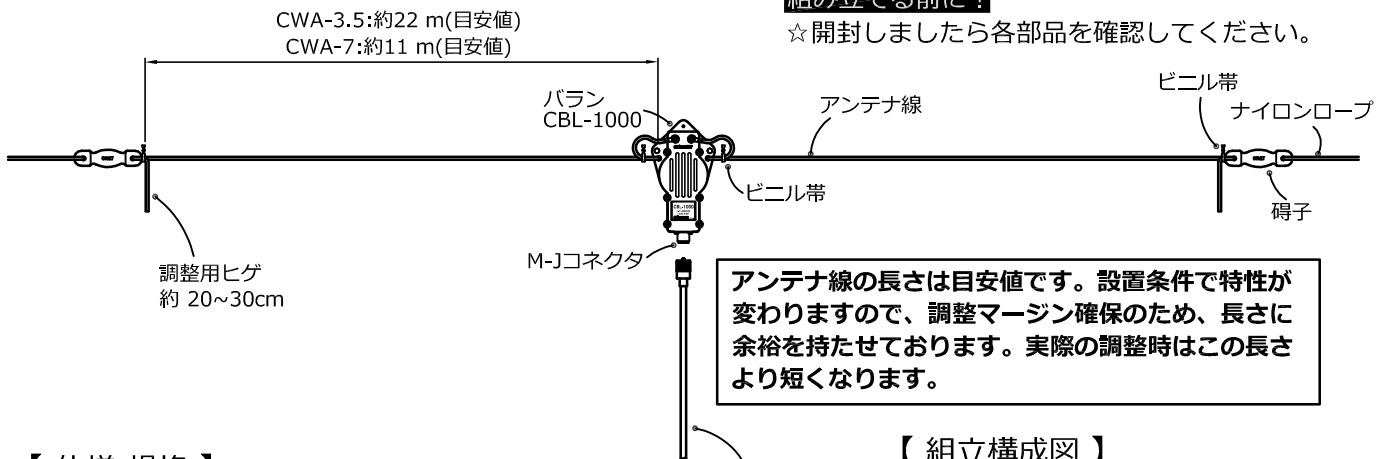 組み立てる前に！
☆開封しましたら各部品を確認してください。
CWA-3.5:約22 m(目安値)
CWA-7:約11 m(目安値)
バラン
CBL-1000
アンテナ線
ビニル帯
ナイロンロープ
ビニル帯
碍子
CBL-1000
M-Jコネクタ
調整用ヒゲ
約 20~30cm
アンテナ線の長さは目安値です。設置条件で特性が
変わりますので、調整マージン確保のため、長さに
余裕を持たせております。実際の調整時はこの長さ
より短くなります。
【 組立構成図 】